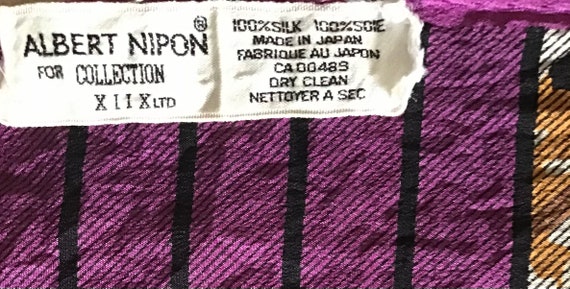 ALBERT NIPON®
FOR COLLECTION
XIIX LTD
100% SILK 100% SOIE
MADE IN JAPAN
FABRIQUE AU JAPON
CA 00489
DRY CLEAN
NETTOYER A SEC